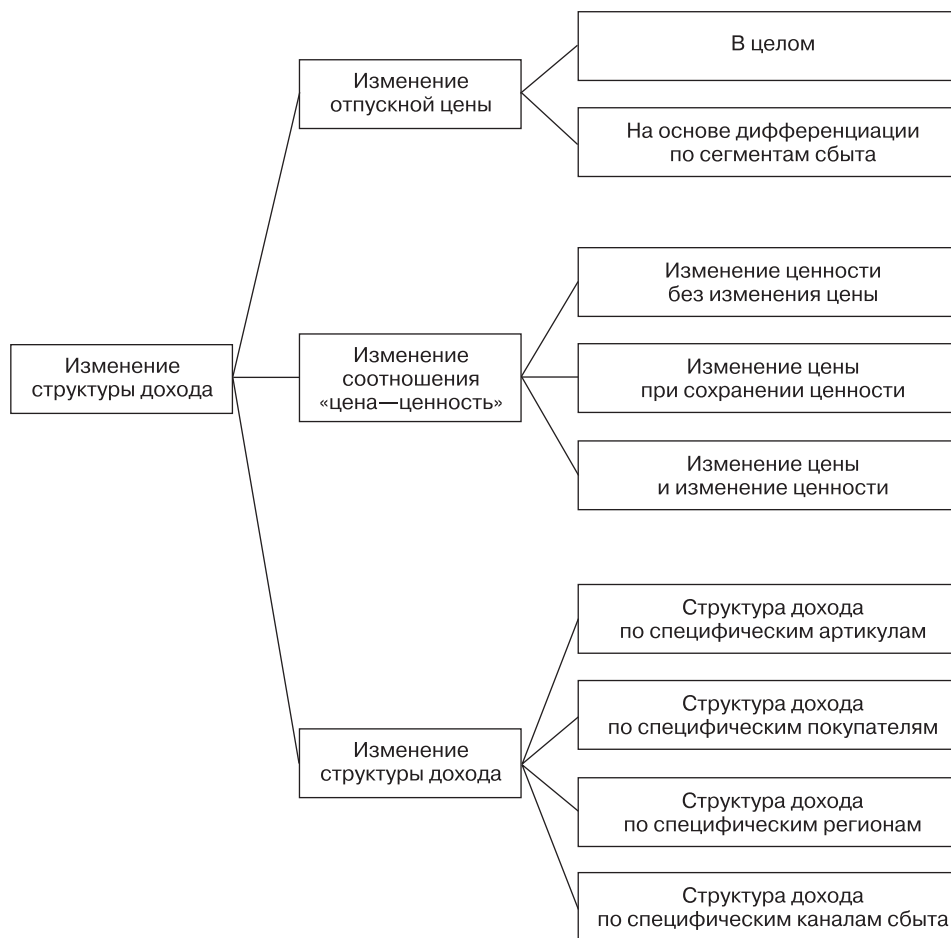 Изменение
структуры дохода
Изменение
отпускной цены
В целом
На основе дифференциации
по сегментам сбыта
Изменение
соотношения
«цена—ценность»
Изменение ценности
без изменения цены
Изменение цены
при сохранении ценности
Изменение цены
и изменение ценности
Изменение
структуры дохода
Структура дохода
по специфическим артикулам
Структура дохода
по специфическим покупателям
Структура дохода
по специфическим регионам
Структура дохода
по специфическим каналам сбыта